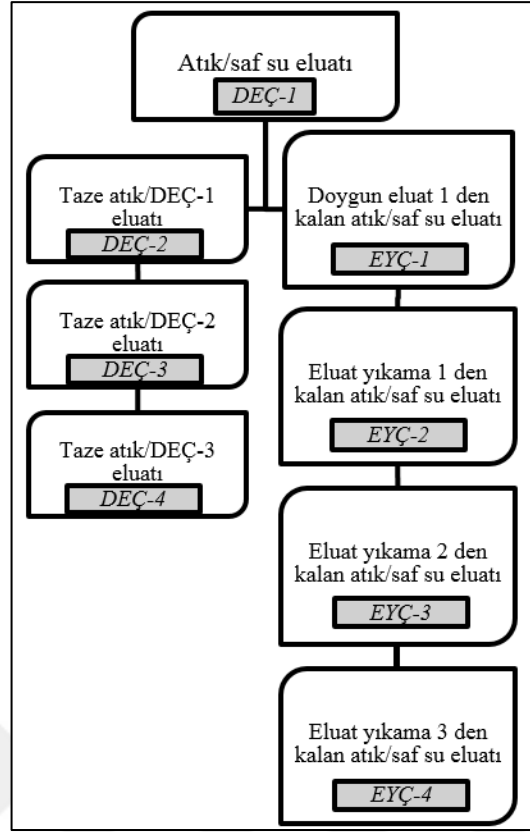 Atık/saf su eluatı
DEÇ-1
Taze atık/DEÇ-1
eluatı
DEÇ-2
Taze atık/DEÇ-2
eluatı
DEÇ-3
Taze atık/DEÇ-3
eluatı
DEÇ-4
Doygun eluat 1 den
kalan atık/saf su eluatı
EYÇ-1
Eluat yıkama 1 den
kalan atık/saf su eluatı
EYÇ-2
Eluat yıkama 2 den
kalan atık/saf su eluatı
EYÇ-3
Eluat yıkama 3 den
kalan atık/saf su eluatı
EYÇ-4